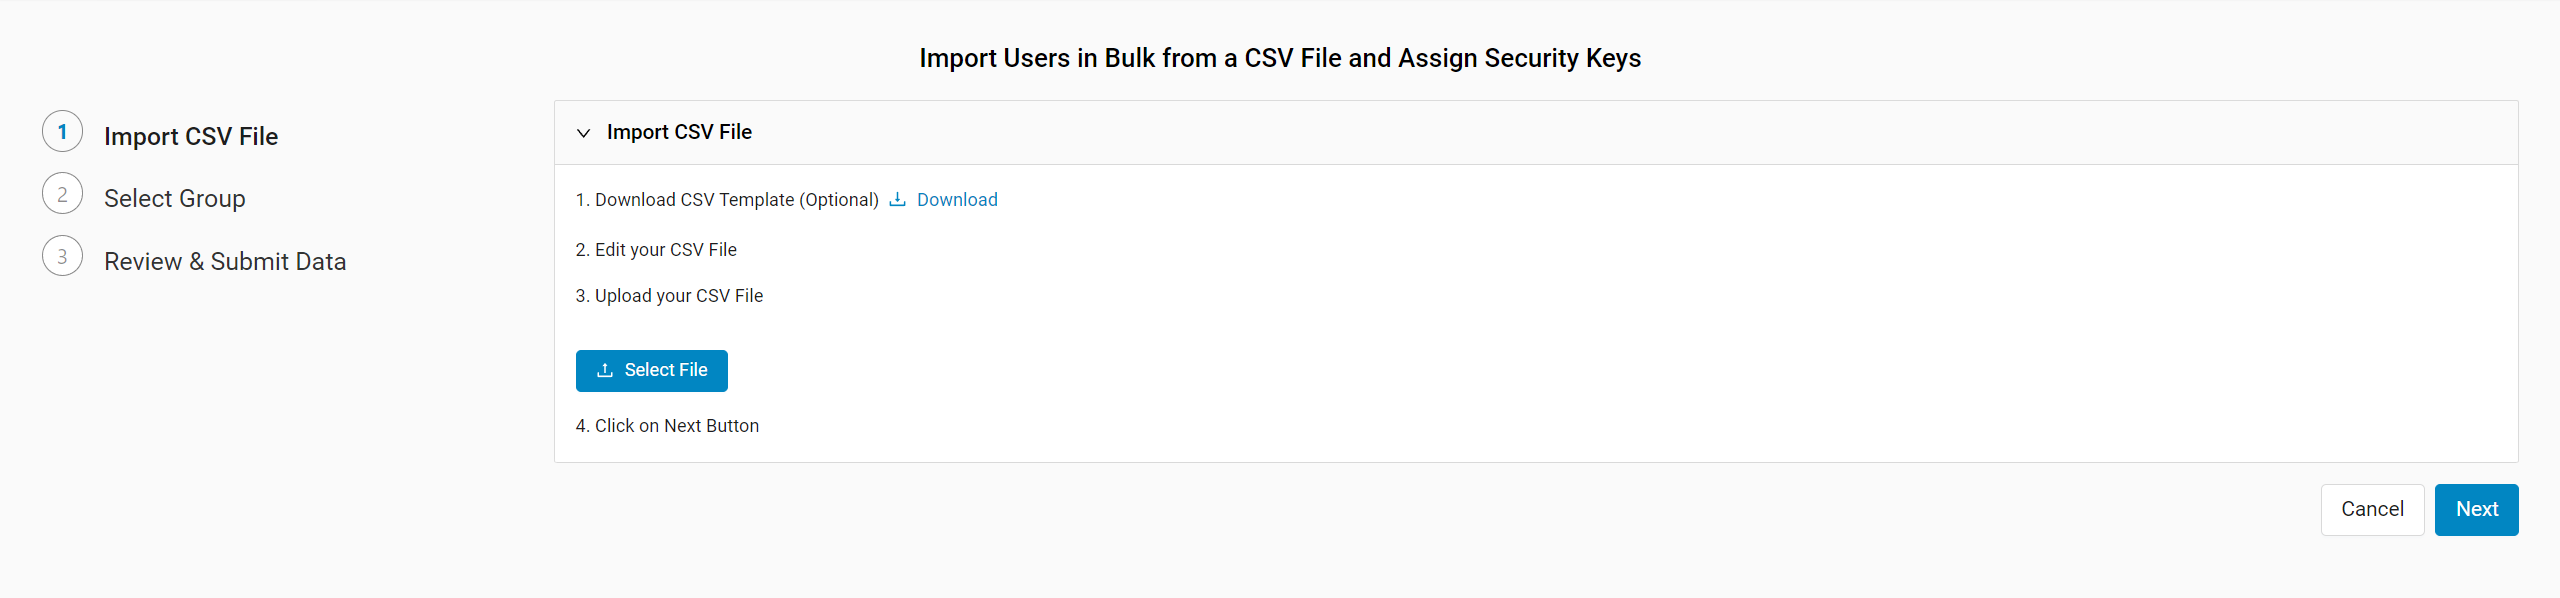 Import Users in Bulk from a CSV File and Assign Security Keys
1 Import CSV File
2 Select Group
3 Review & Submit Data
Import CSV File
1. Download CSV Template (Optional) Download
2. Edit your CSV File
3. Upload your CSV File
Select File
4. Click on Next Button
Cancel Next